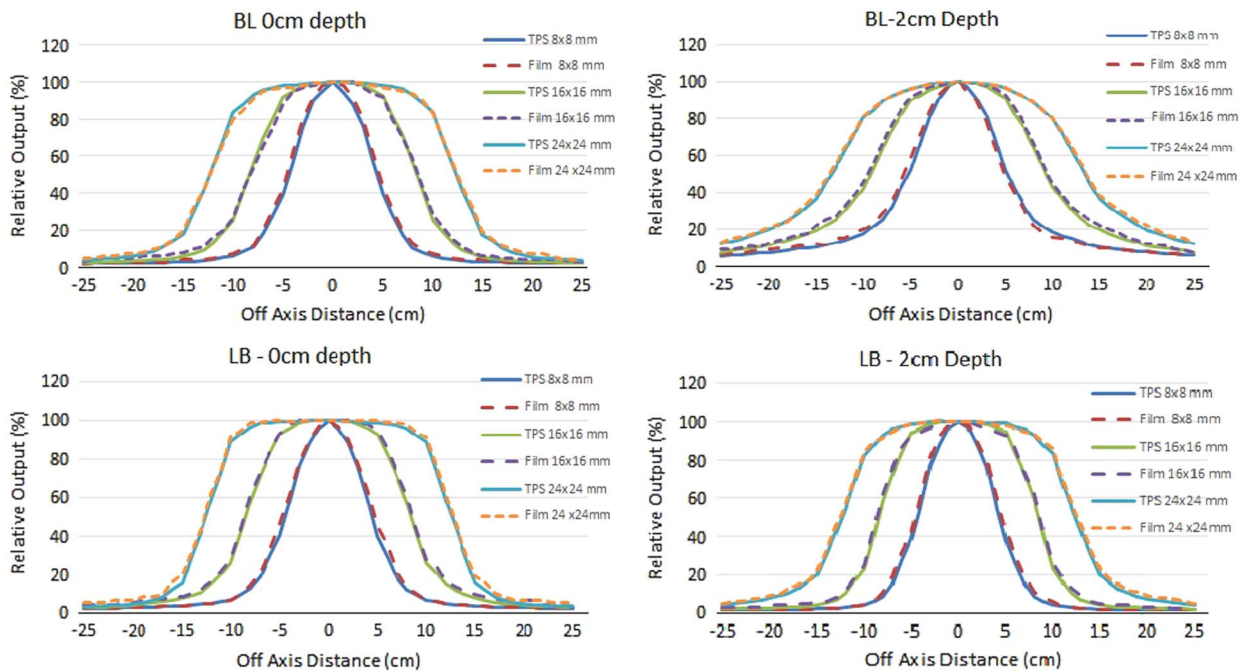 BL 0cm depth
Relative Output (%)
120
100
80
60
40
20
0
-25 -20 -15 -10 -5 0 5 10 15 20 25
Off Axis Distance (cm)
TPS 8x8 mm
Film 8x8 mm
TPS 16x16 mm
Film 16x16 mm
TPS 24x24 mm
Film 24 x24mm
BL-2cm Depth
Relative Output (%)
120
100
80
60
40
20
0
-25 -20 -15 -10 -5 0 5 10 15 20 25
Off Axis Distance (cm)
TPS 8x8 mm
Film 8x8 mm
TPS 16x16 mm
Film 16x16 mm
TPS 24x24 mm
Film 24 x24mm
LB - 0cm depth
Relative Output (%)
120
100
80
60
40
20
0
-25 -20 -15 -10 -5 0 5 10 15 20 25
Off Axis Distance (cm)
TPS 8x8 mm
Film 8x8 mm
TPS 16x16 mm
Film 16x16 mm
TPS 24x24 mm
Film 24 x24mm
LB - 2cm Depth
Relative Output (%)
120
100
80
60
40
20
0
-25 -20 -15 -10 -5 0 5 10 15 20 25
Off Axis Distance (cm)
TPS 8x8 mm
Film 8x8 mm
TPS 16x16 mm
Film 16x16 mm
TPS 24x24 mm
Film 24 x24mm